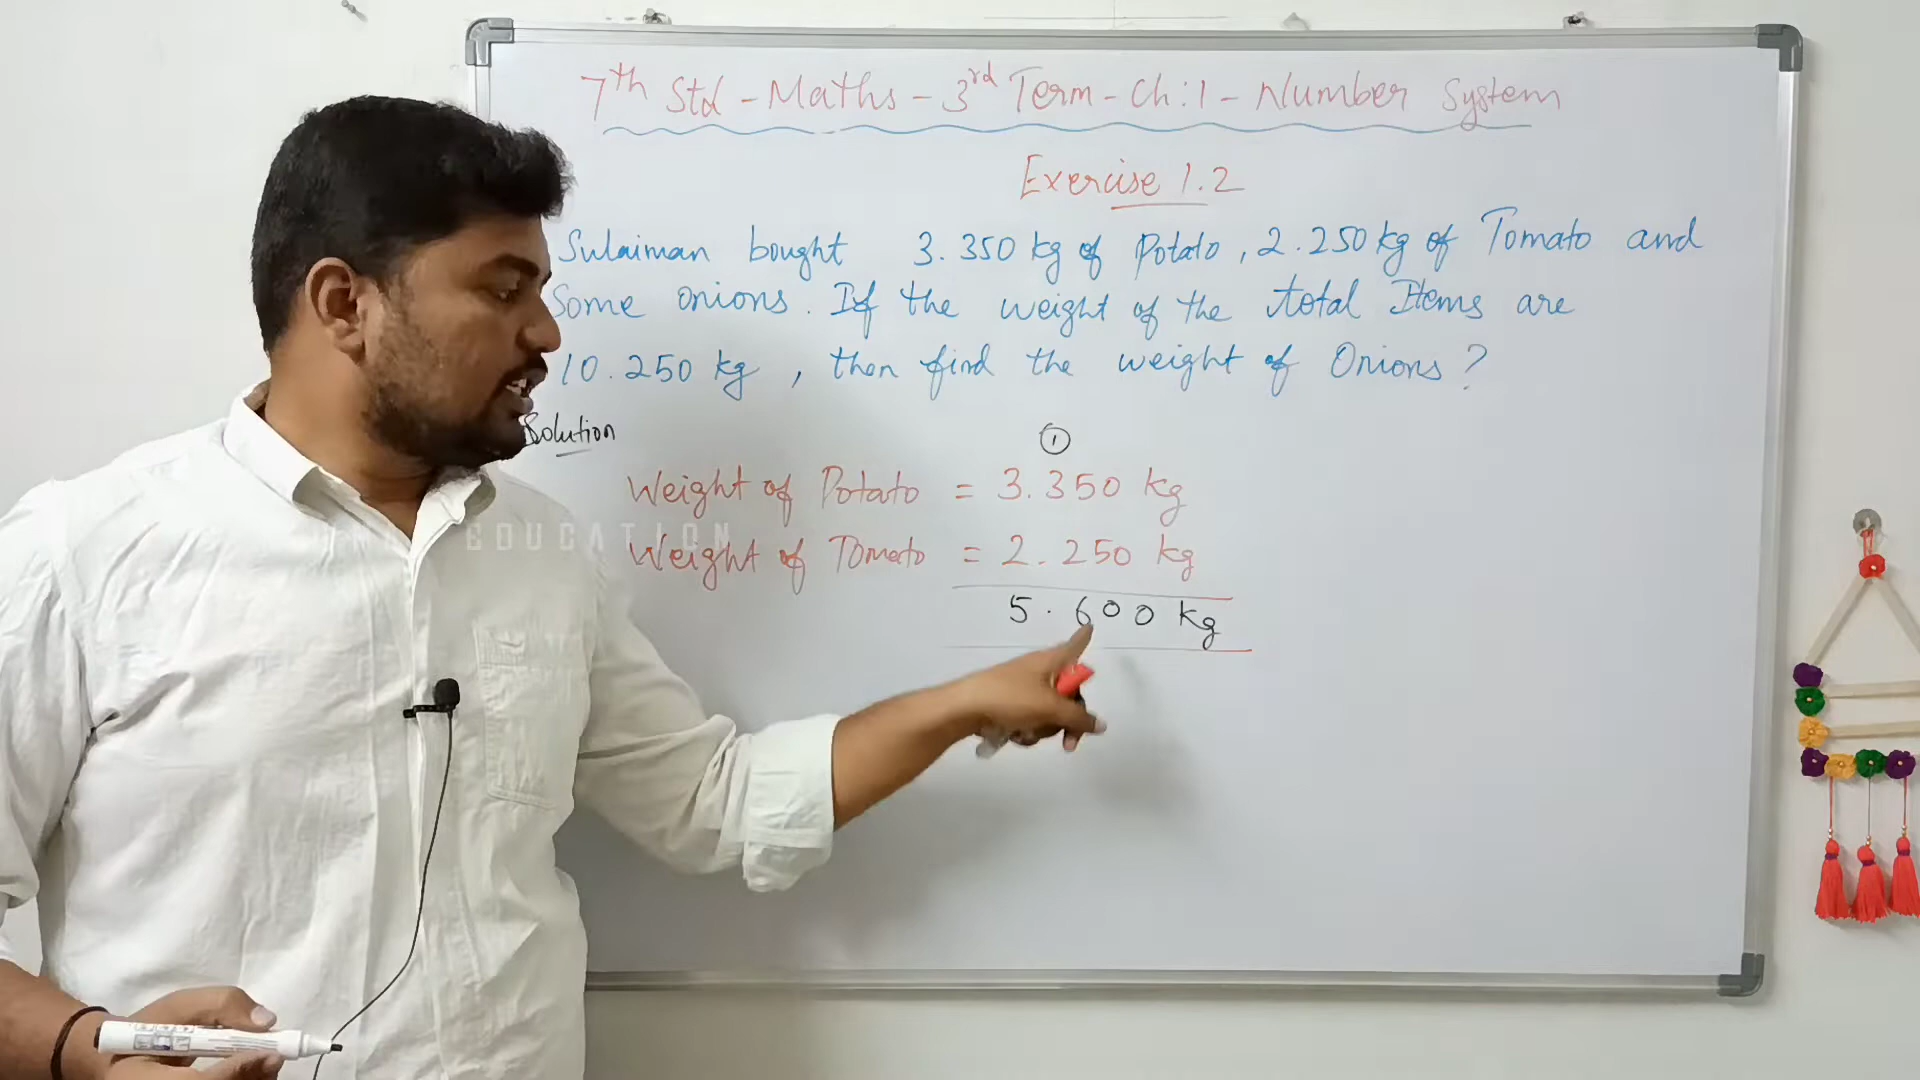 7th Std - Maths - 3rd Term - Ch:1 - Number System
Exercise 1.2
Sulaiman bought 3.350 kg of Potato, 2.250 kg of Tomato and
Some onions. If the weight of the total Items are
10.250 kg, then find the weight of Onions?
Solution
1
Weight of Potato = 3.350 kg
EDUCATION
Weight of Tomato = 2.250 kg
5.600 kg